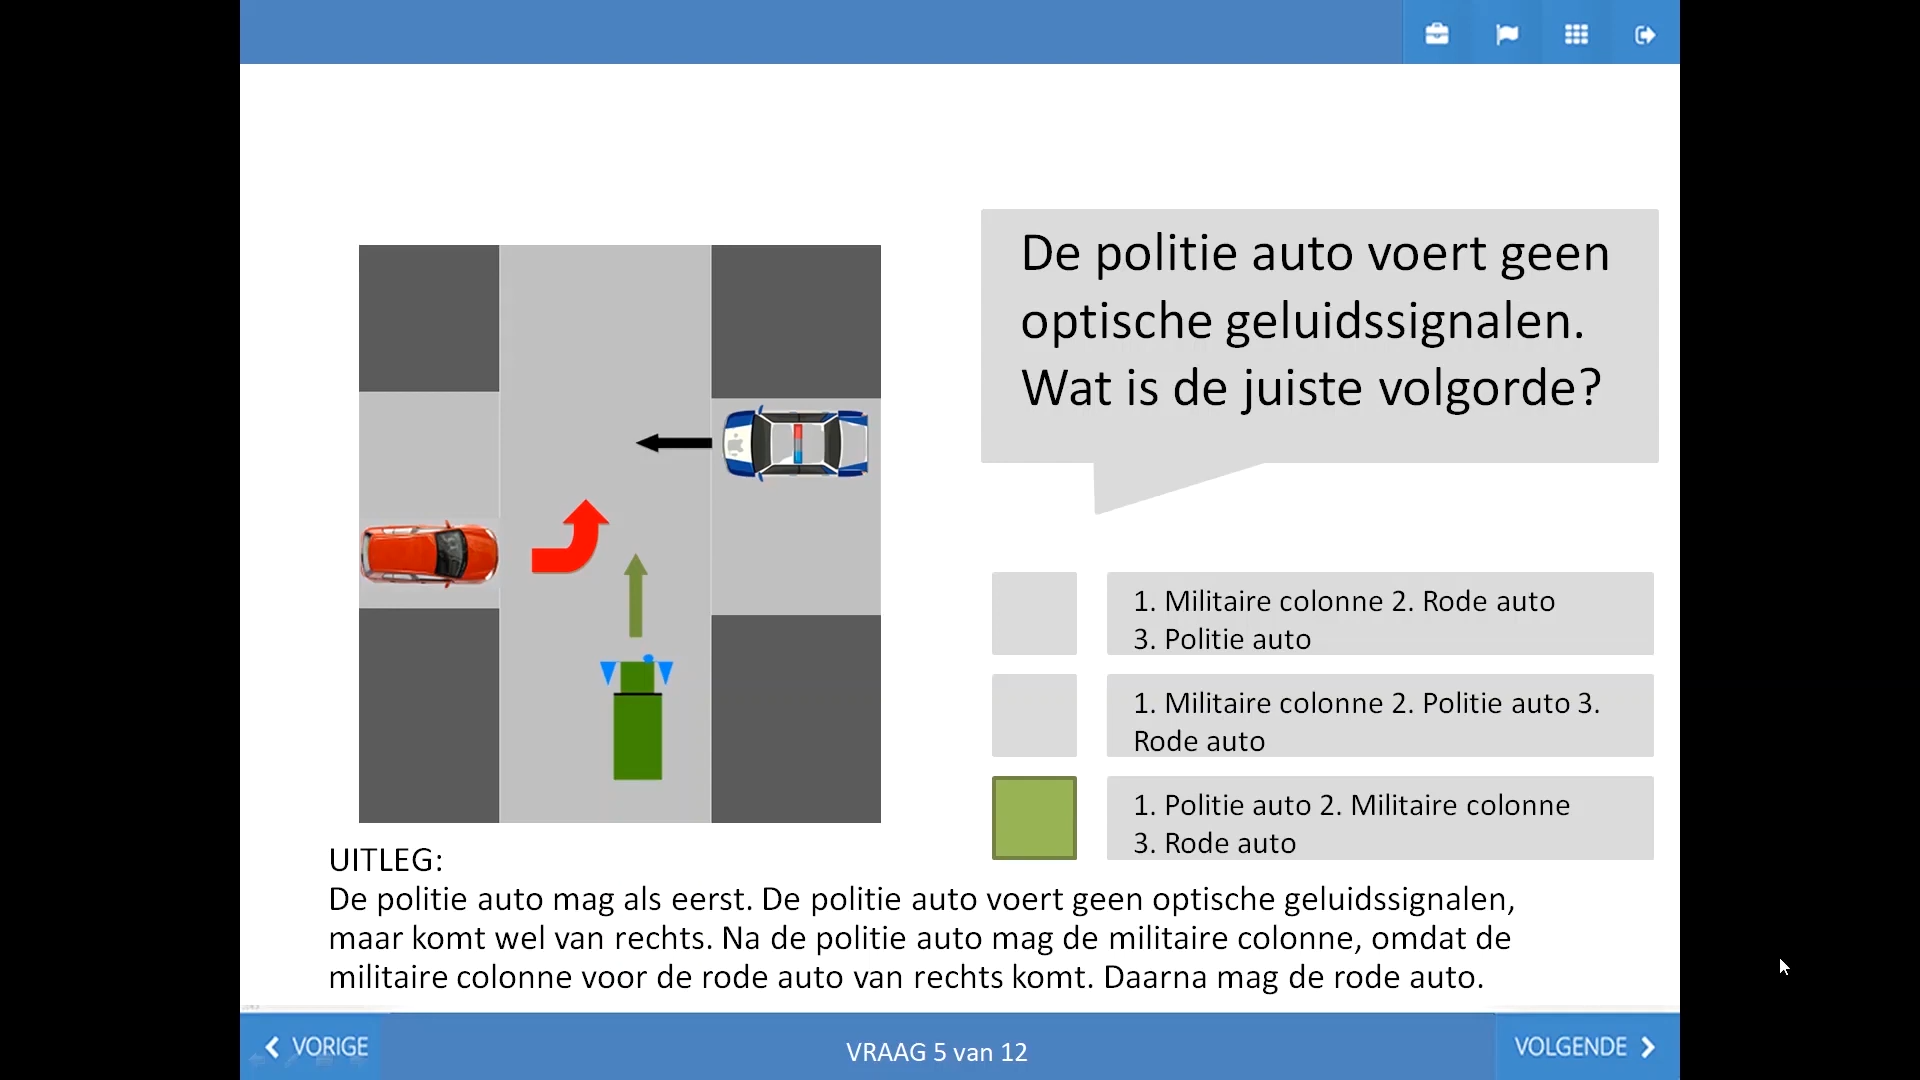 De politie auto voert geen
optische geluidssignalen.
Wat is de juiste volgorde?
1. Militaire colonne 2. Rode auto
3. Politie auto
1. Militaire colonne 2. Politie auto 3.
Rode auto
1. Politie auto 2. Militaire colonne
3. Rode auto
UITLEG:
De politie auto mag als eerst. De politie auto voert geen optische geluidssignalen,
maar komt wel van rechts. Na de politie auto mag de militaire colonne, omdat de
militaire colonne voor de rode auto van rechts komt. Daarna mag de rode auto.
VORIGE
VRAAG 5 van 12
VOLGENDE